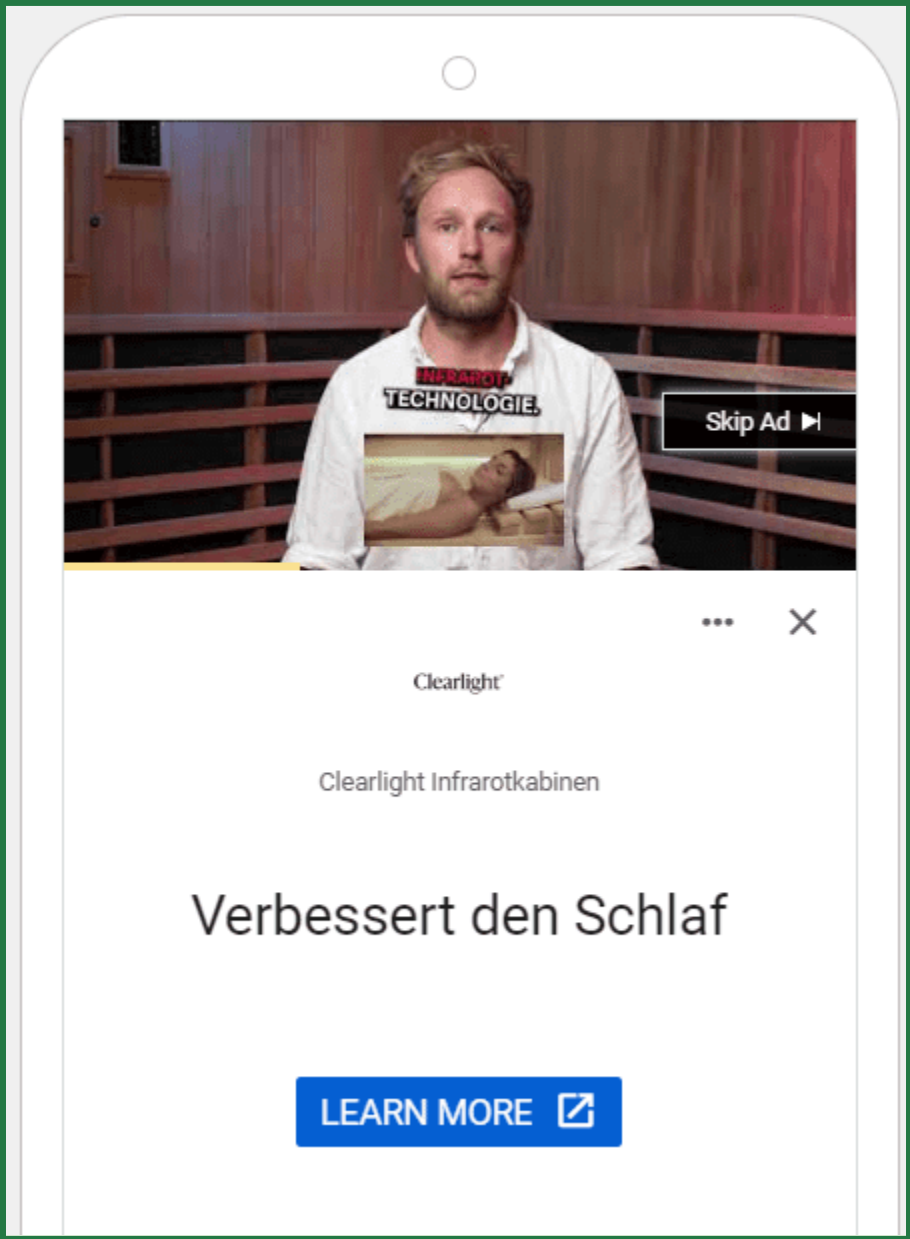 INFRAROT-
TECHNOLOGIE.
Skip Ad
Clearlight®
Clearlight Infrarotkabinen
Verbessert den Schlaf
LEARN MORE